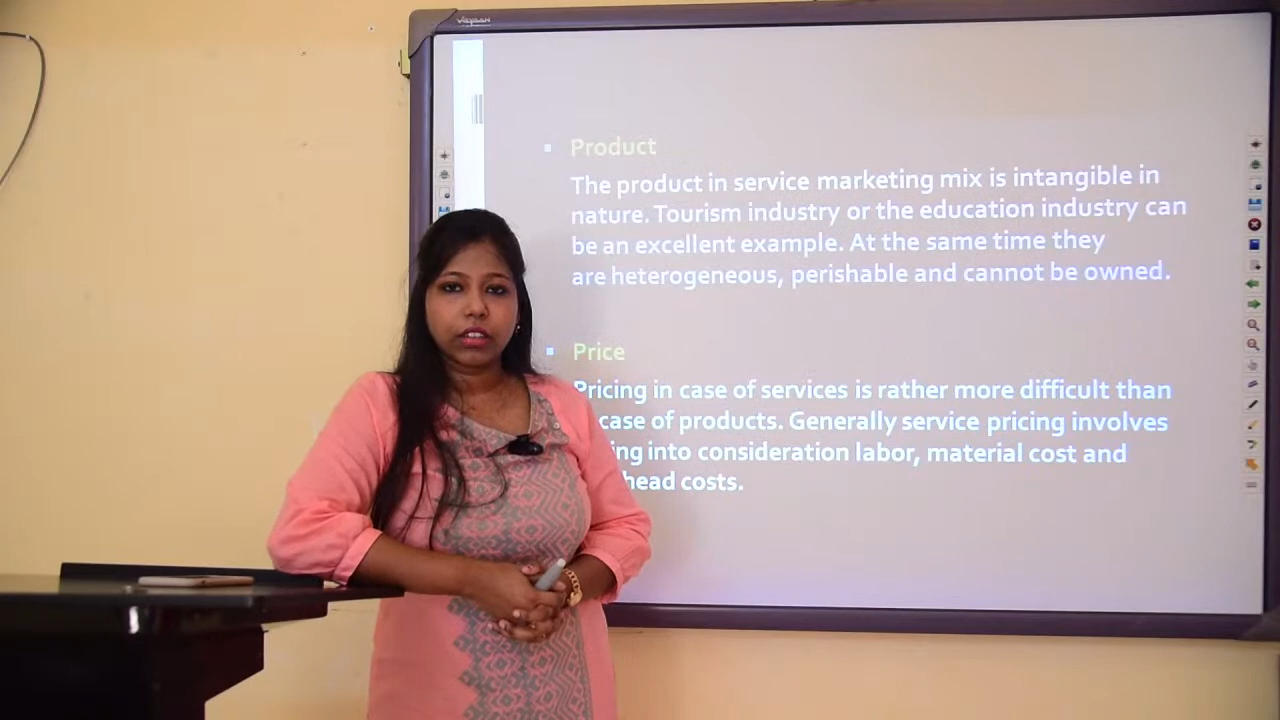 Product
The product in service marketing mix is intangible in
nature. Tourism industry or the education industry can
be an excellent example. At the same time they
are heterogeneous, perishable and cannot be owned.
Price
Pricing in case of services is rather more difficult than
case of products. Generally service pricing involves
into consideration labor, material cost and
costs.